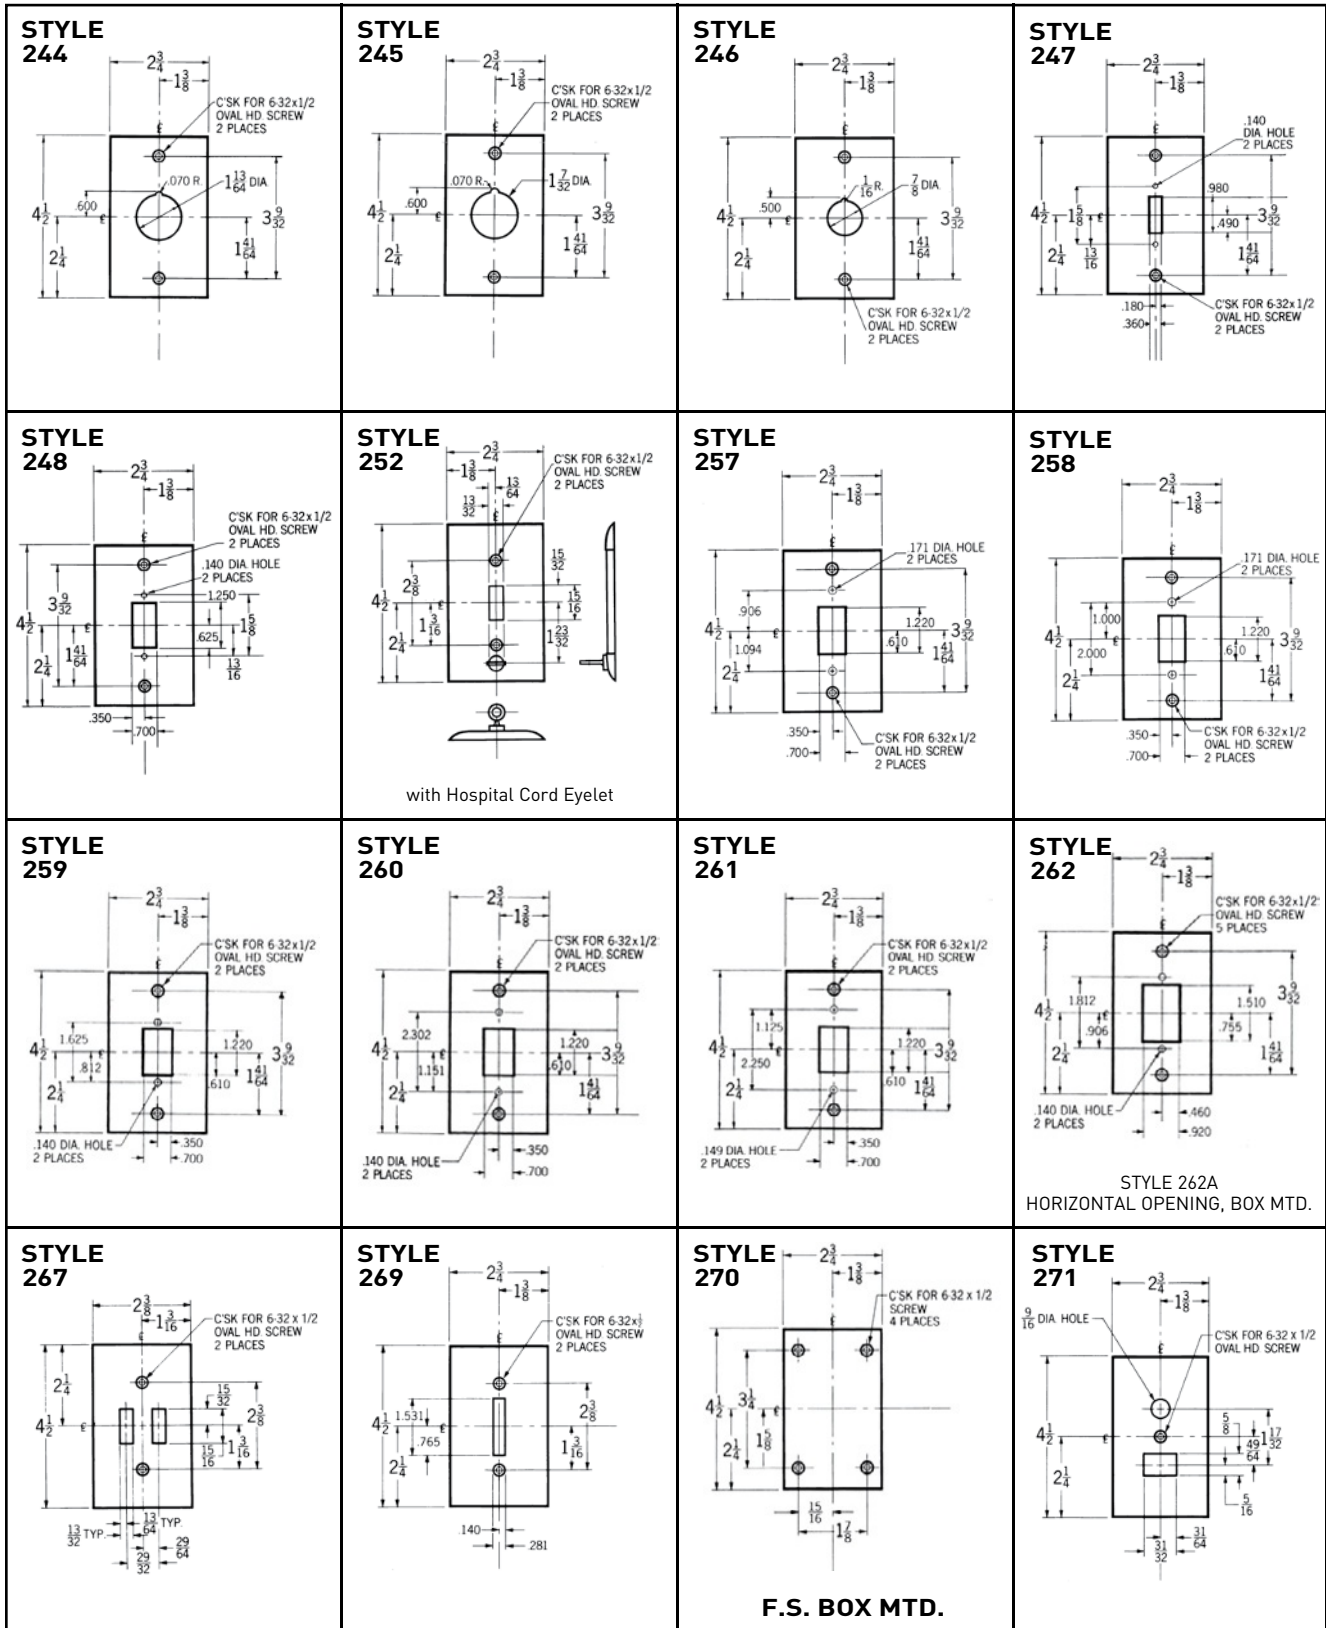 STYLE
244
2 3/4
1 3/8
C'SK FOR 6-32x1/2
OVAL HD. SCREW
2 PLACES
℄
.070 R.
1 13/64 DIA.
.600
4 1/2
℄
3 9/32
1 41/64
2 1/4
STYLE
245
2 3/4
1 3/8
C'SK FOR 6-32x1/2
OVAL HD. SCREW
2 PLACES
℄
.070 R.
1 7/32 DIA.
.600
4 1/2
℄
3 9/32
1 41/64
2 1/4
STYLE
246
2 3/4
1 3/8
℄
1/16 R.
7/8 DIA.
.500
4 1/2
℄
3 9/32
1 41/64
2 1/4
C'SK FOR 6-32x1/2
OVAL HD. SCREW
2 PLACES
STYLE
247
2 3/4
1 3/8
.140
DIA. HOLE
2 PLACES
℄
.980
4 1/2
1 5/8
℄
3 9/32
.490
2 1/4
13/16
1 41/64
C'SK FOR 6-32x1/2
OVAL HD. SCREW
2 PLACES
.180
.360
STYLE
248
2 3/4
1 3/8
C'SK FOR 6-32x1/2
OVAL HD. SCREW
2 PLACES
℄
.140 DIA. HOLE
2 PLACES
1.250
3 9/32
4 1/2
℄
.625
1 5/8
2 1/4
1 41/64
13/16
.350
.700
STYLE
252
2 3/4
1 3/8
C'SK FOR 6-32x1/2
OVAL HD. SCREW
2 PLACES
13/64
13/32
℄
15/32
2 3/8
4 1/2
℄
15/16
1 3/16
2 1/4
1 23/32
with Hospital Cord Eyelet
STYLE
257
2 3/4
1 3/8
℄
.171 DIA. HOLE
2 PLACES
.906
4 1/2
℄
1.220
3 9/32
1.094
.610
2 1/4
1 41/64
C'SK FOR 6-32x1/2
OVAL HD. SCREW
2 PLACES
.350
.700
STYLE
258
2 3/4
1 3/8
℄
.171 DIA. HOLE
2 PLACES
1.000
4 1/2
℄
1.220
3 9/32
2.000
.610
2 1/4
1 41/64
C'SK FOR 6-32x1/2
OVAL HD. SCREW
2 PLACES
.350
.700
STYLE
259
2 3/4
1 3/8
C'SK FOR 6-32x1/2
OVAL HD. SCREW
2 PLACES
℄
1.625
4 1/2
℄
1.220
3 9/32
.812
.610
2 1/4
1 41/64
.140 DIA. HOLE
2 PLACES
.350
.700
STYLE
260
2 3/4
1 3/8
C'SK FOR 6-32x1/2
OVAL HD. SCREW
2 PLACES
℄
2.302
4 1/2
℄
1.220
3 9/32
1.151
.610
2 1/4
1 41/64
.140 DIA. HOLE
2 PLACES
.350
.700
STYLE
261
2 3/4
1 3/8
C'SK FOR 6-32x1/2
OVAL HD. SCREW
2 PLACES
℄
1.125
4 1/2
℄
1.220
3 9/32
2.250
.610
2 1/4
1 41/64
.149 DIA. HOLE
2 PLACES
.350
.700
STYLE
262
2 3/4
1 3/8
C'SK FOR 6-32x1/2
OVAL HD. SCREW
5 PLACES
℄
1.812
1.510
3 9/32
4 1/2
℄
.906
.755
2 1/4
1 41/64
.140 DIA. HOLE
2 PLACES
.460
.920
STYLE 262A
HORIZONTAL OPENING, BOX MTD.
STYLE
267
2 3/8
1 3/16
C'SK FOR 6-32 x 1/2
OVAL HD. SCREW
2 PLACES
℄
2 1/4
15/32
4 1/2
℄
2 3/8
15/16
1 3/16
13/32 TYP.
13/64 TYP.
29/64
29/32
STYLE
269
2 3/4
1 3/8
C'SK FOR 6-32x1/2
OVAL HD. SCREW
2 PLACES
℄
1.531
2 3/8
4 1/2
℄
.765
1 3/16
2 1/4
.140
.281
STYLE
270
2 3/4
1 3/8
C'SK FOR 6-32 x 1/2
SCREW
4 PLACES
℄
3 1/4
4 1/2
℄
1 5/8
2 1/4
15/16
1 7/8
F.S. BOX MTD.
STYLE
271
2 3/4
1 3/8
9/16 DIA. HOLE
C'SK FOR 6-32 x 1/2
OVAL HD. SCREW
℄
4 1/2
℄
5/8
49/64
1 17/32
2 1/4
5/16
31/64
31/32